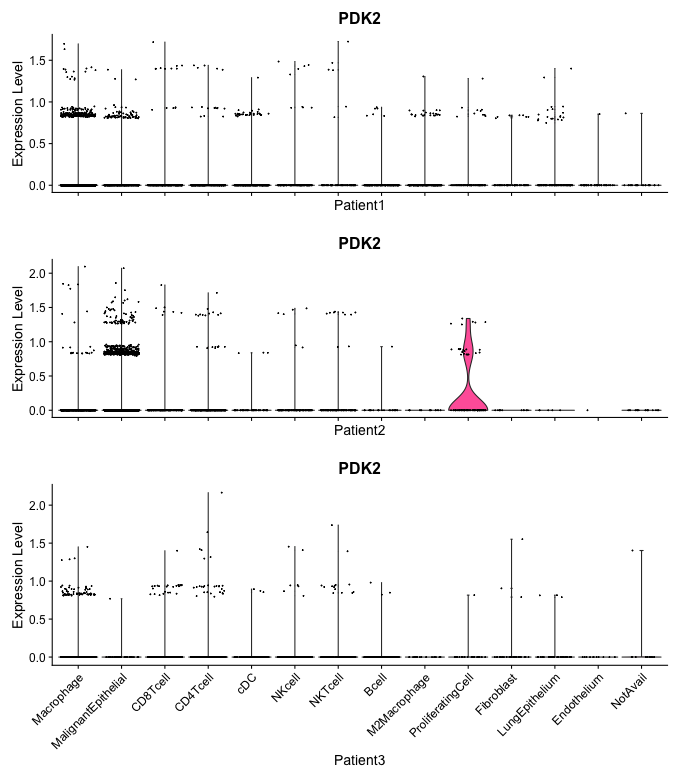 PDK2
Expression Level
1.5
1.0
0.5
0.0
Patient1
PDK2
Expression Level
2.0
1.5
1.0
0.5
0.0
Patient2
PDK2
Expression Level
2.0
1.5
1.0
0.5
0.0
Macrophage
MalignantEpithelial
CD8Tcell
CD4Tcell
cDC
NKcell
NKTcell
Bcell
M2Macrophage
ProliferatingCell
Fibroblast
LungEpithelium
Endothelium
NotAvail
Patient3